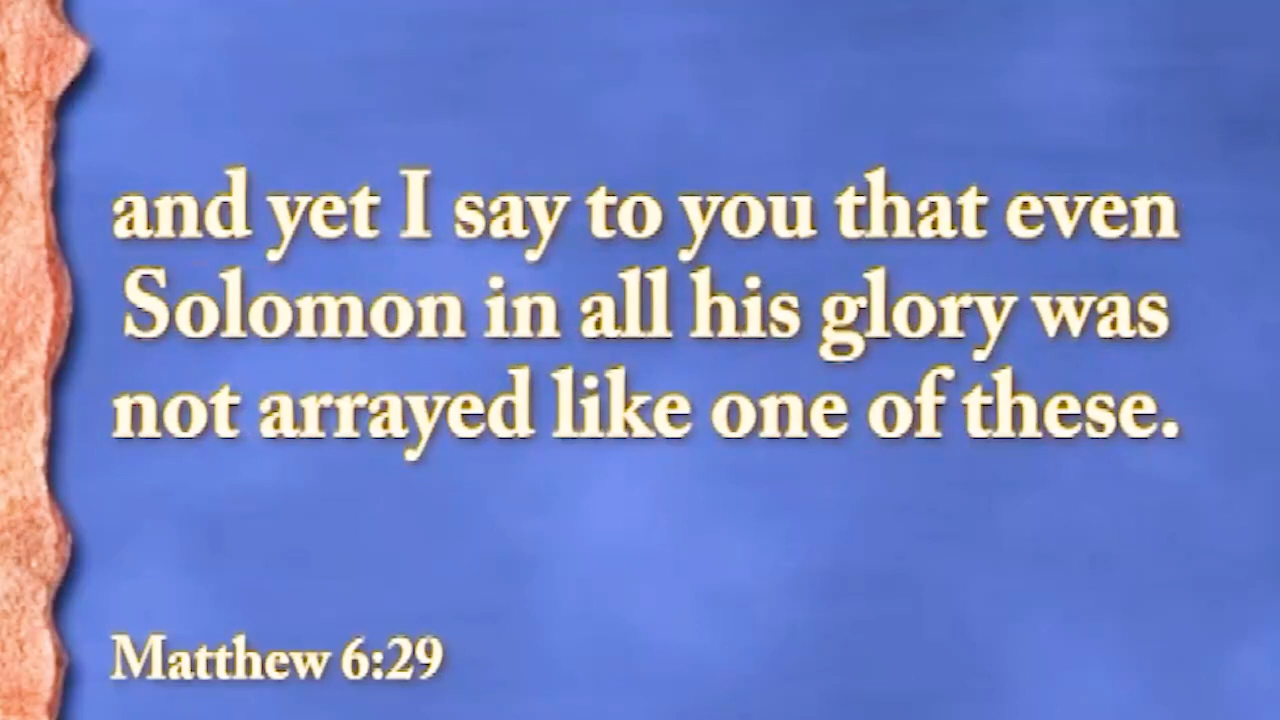 and yet I say to you that even
Solomon in all his glory was
not arrayed like one of these.
Matthew 6:29